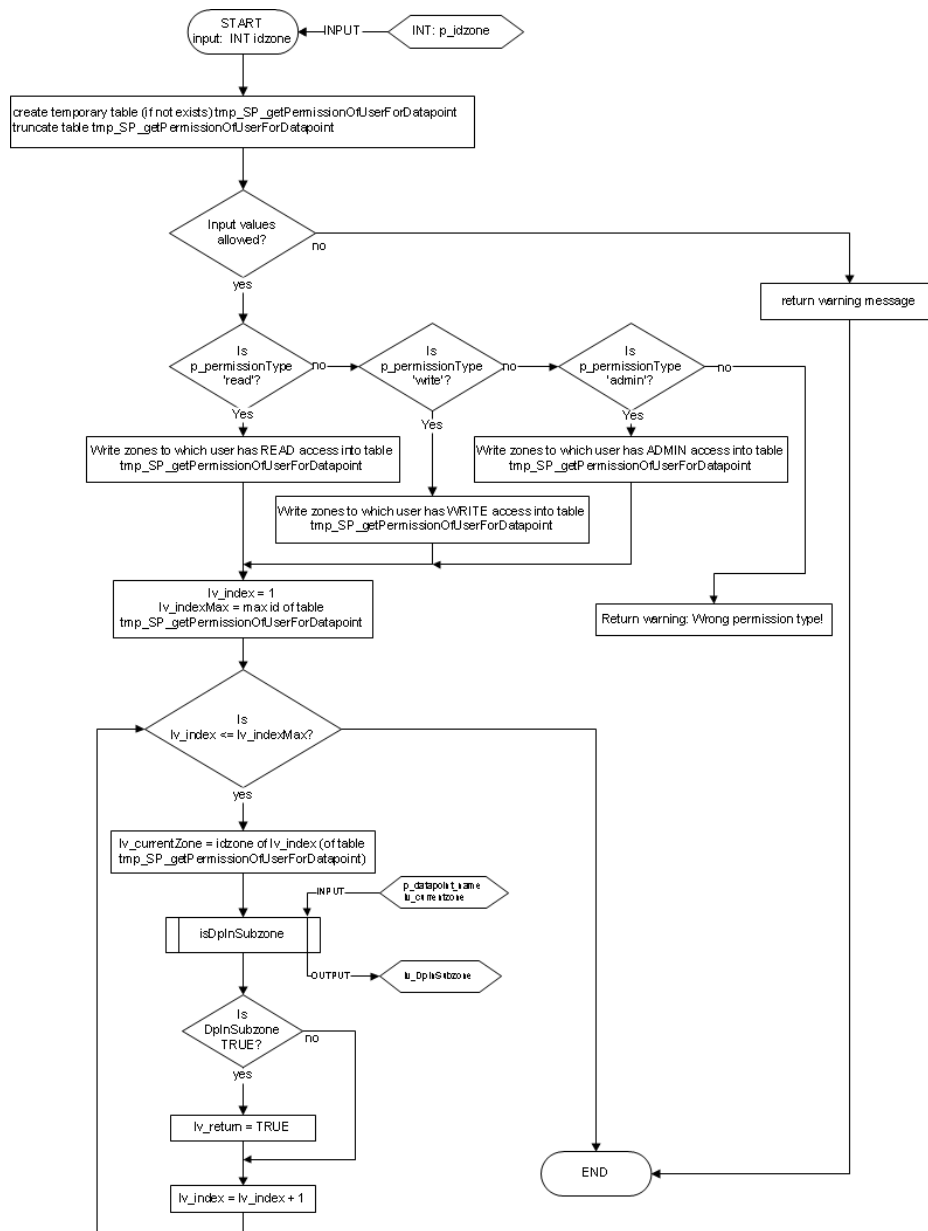 START
input: INT idzone
INPUT
INT: p_idzone
create temporary table (if not exists) tmp_SP_getPermissionOfUserForDatapoint
truncate table tmp_SP_getPermissionOfUserForDatapoint
Input values
allowed?
no
yes
return warning message
Is
p_permissionType
'read'?
no
Is
p_permissionType
'write'?
no
Is
p_permissionType
'admin'?
no
Yes
Yes
Yes
Write zones to which user has READ access into table
tmp_SP_getPermissionOfUserForDatapoint
Write zones to which user has ADMIN access into table
tmp_SP_getPermissionOfUserForDatapoint
Write zones to which user has WRITE access into table
tmp_SP_getPermissionOfUserForDatapoint
lv_index = 1
lv_indexMax = max id of table
tmp_SP_getPermissionOfUserForDatapoint
Return warning: Wrong permission type!
Is
lv_index <= lv_indexMax?
yes
lv_currentZone = idzone of lv_index (of table
tmp_SP_getPermissionOfUserForDatapoint)
INPUT
p_datapoint_name
lv_currentzone
isDpInSubzone
OUTPUT
lv_DpInSubzone
Is
DpInSubzone
TRUE?
no
yes
lv_return = TRUE
END
lv_index = lv_index + 1